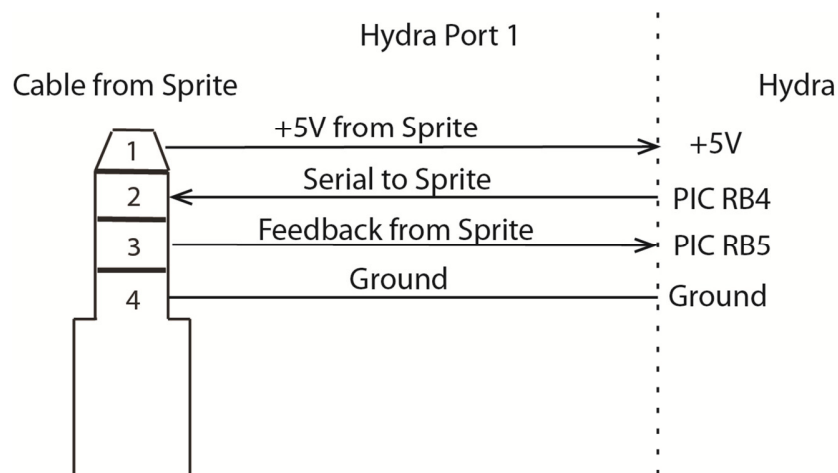 Hydra Port 1
Cable from Sprite
Hydra
+5V from Sprite
1
+5V
Serial to Sprite
2
PIC RB4
Feedback from Sprite
3
PIC RB5
Ground
4
Ground